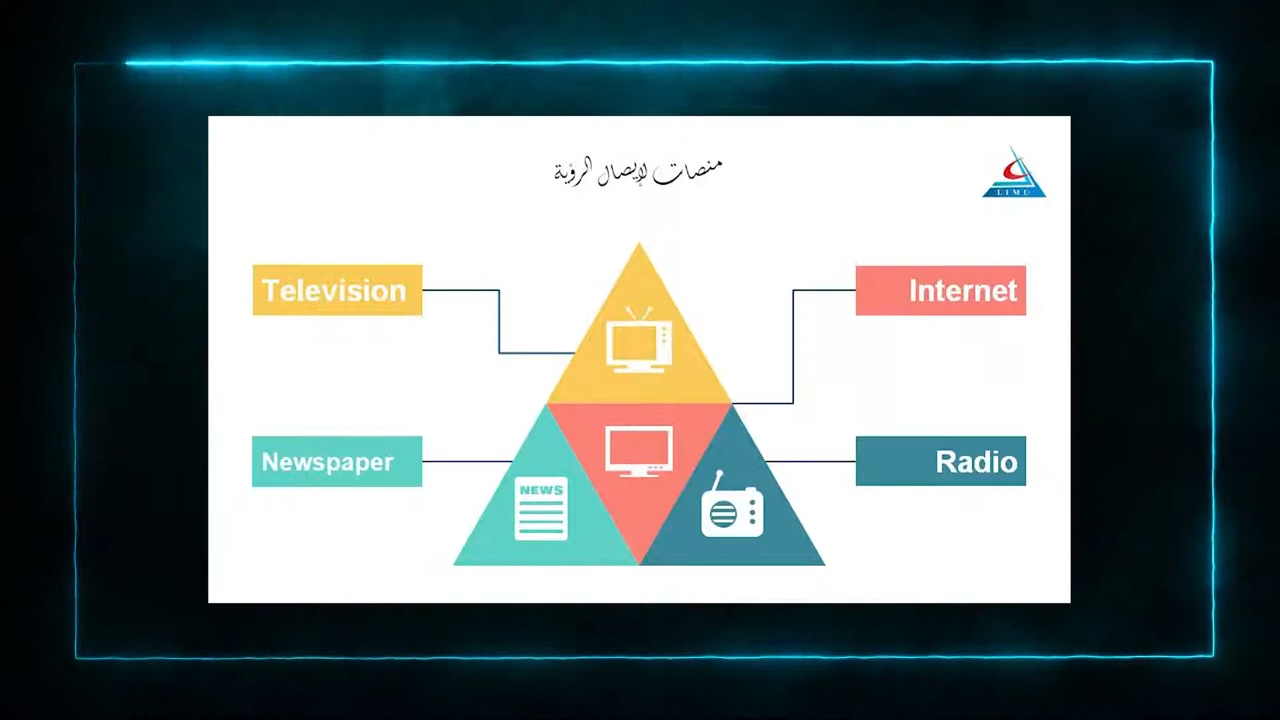 منصات لإيصال الرؤية
LIMU
Television
Internet
Newspaper
Radio
NEWS